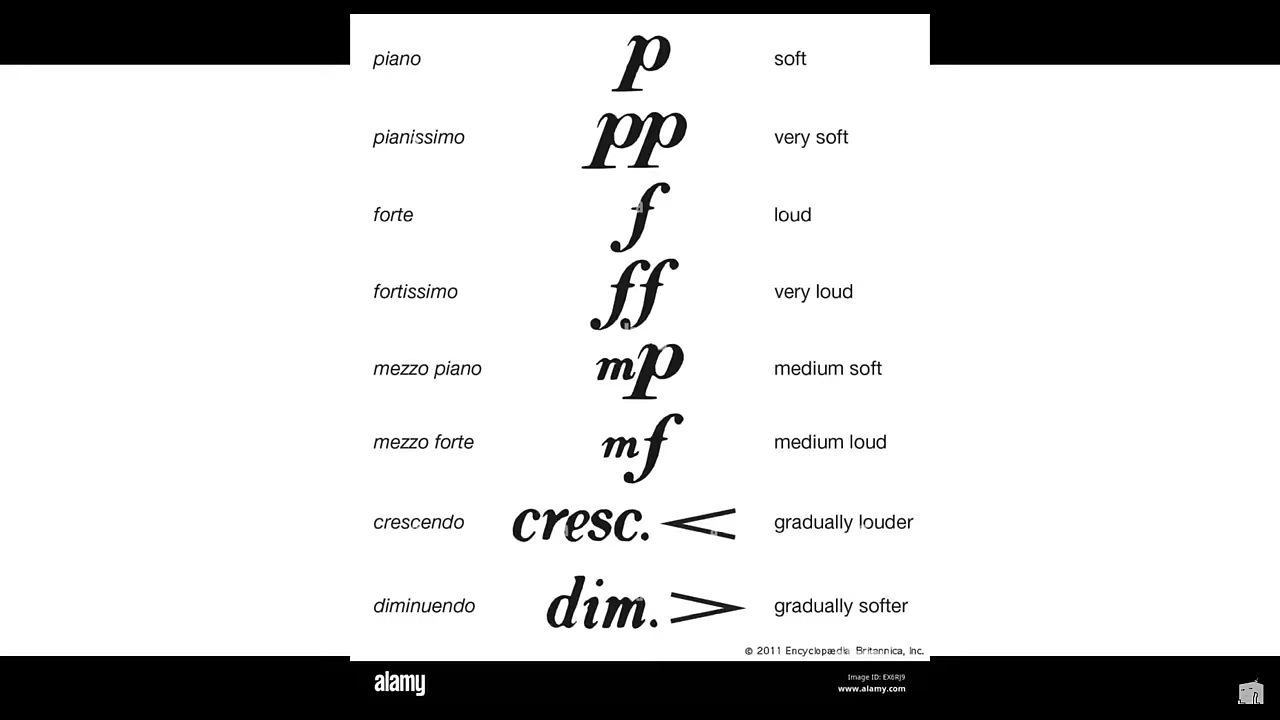 piano p soft
pianissimo pp very soft
forte f loud
fortissimo ff very loud
mezzo piano mp medium soft
mezzo forte mf medium loud
crescendo cresc. < gradually louder
diminuendo dim. > gradually softer
© 2011 Encyclopædia Britannica, Inc.
alamy
Image ID: EX6RJ9
www.alamy.com